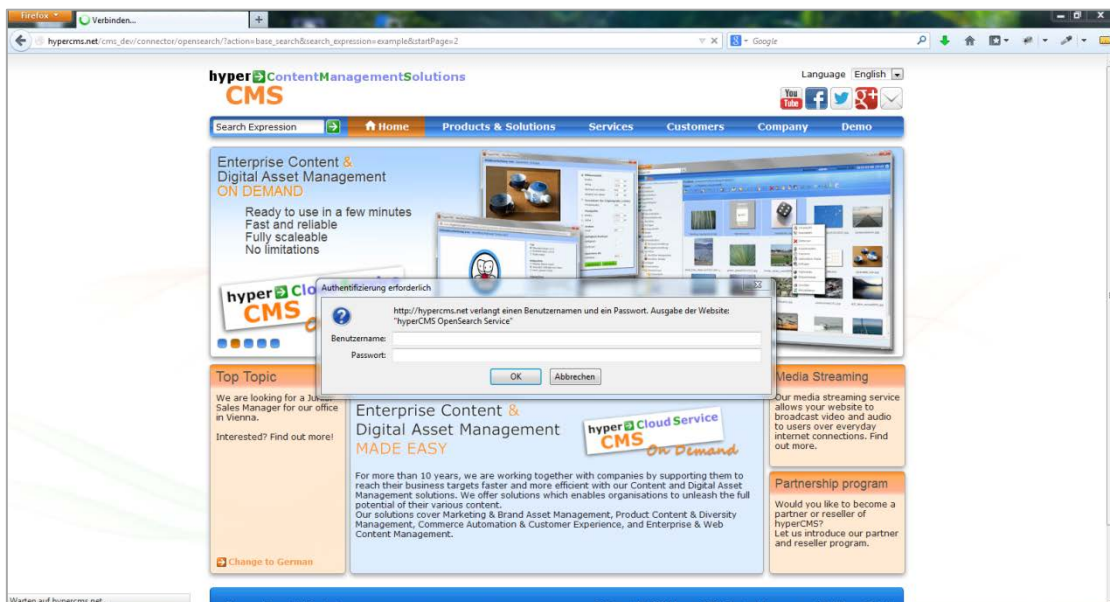 Firefox
Verbinden...
hypercms.net/cms_dev/connector/opensearch/?action=base_search&search_expression=example&startPage=2
Google
hyper ContentManagementSolutions
CMS
Language English
You Tube
Search Expression
Home Products & Solutions Services Customers Company Demo
Enterprise Content &
Digital Asset Management
ON DEMAND
Ready to use in a few minutes
Fast and reliable
Fully scaleable
No limitations
hyper Clo
CMS
Authentifizierung erforderlich
http://hypercms.net verlangt einen Benutzernamen und ein Passwort. Ausgabe der Website:
"hyperCMS OpenSearch Service"
Benutzername:
Passwort:
OK Abbrechen
Top Topic
We are looking for a Junior
Sales Manager for our office
in Vienna.
Interested? Find out more!
Change to German
Enterprise Content &
Digital Asset Management
MADE EASY
hyper Cloud Service
CMS
On Demand
For more than 10 years, we are working together with companies by supporting them to
reach their business targets faster and more efficient with our Content and Digital Asset
Management solutions. We offer solutions which enables organisations to unleash the full
potential of their various content.
Our solutions cover Marketing & Brand Asset Management, Product Content & Diversity
Management, Commerce Automation & Customer Experience, and Enterprise & Web
Content Management.
Media Streaming
Our media streaming service
allows your website to
broadcast video and audio
to users over everyday
internet connections. Find
out more.
Partnership program
Would you like to become a
partner or reseller of
hyperCMS?
Let us introduce our partner
and reseller program.
Warten auf hypercms.net